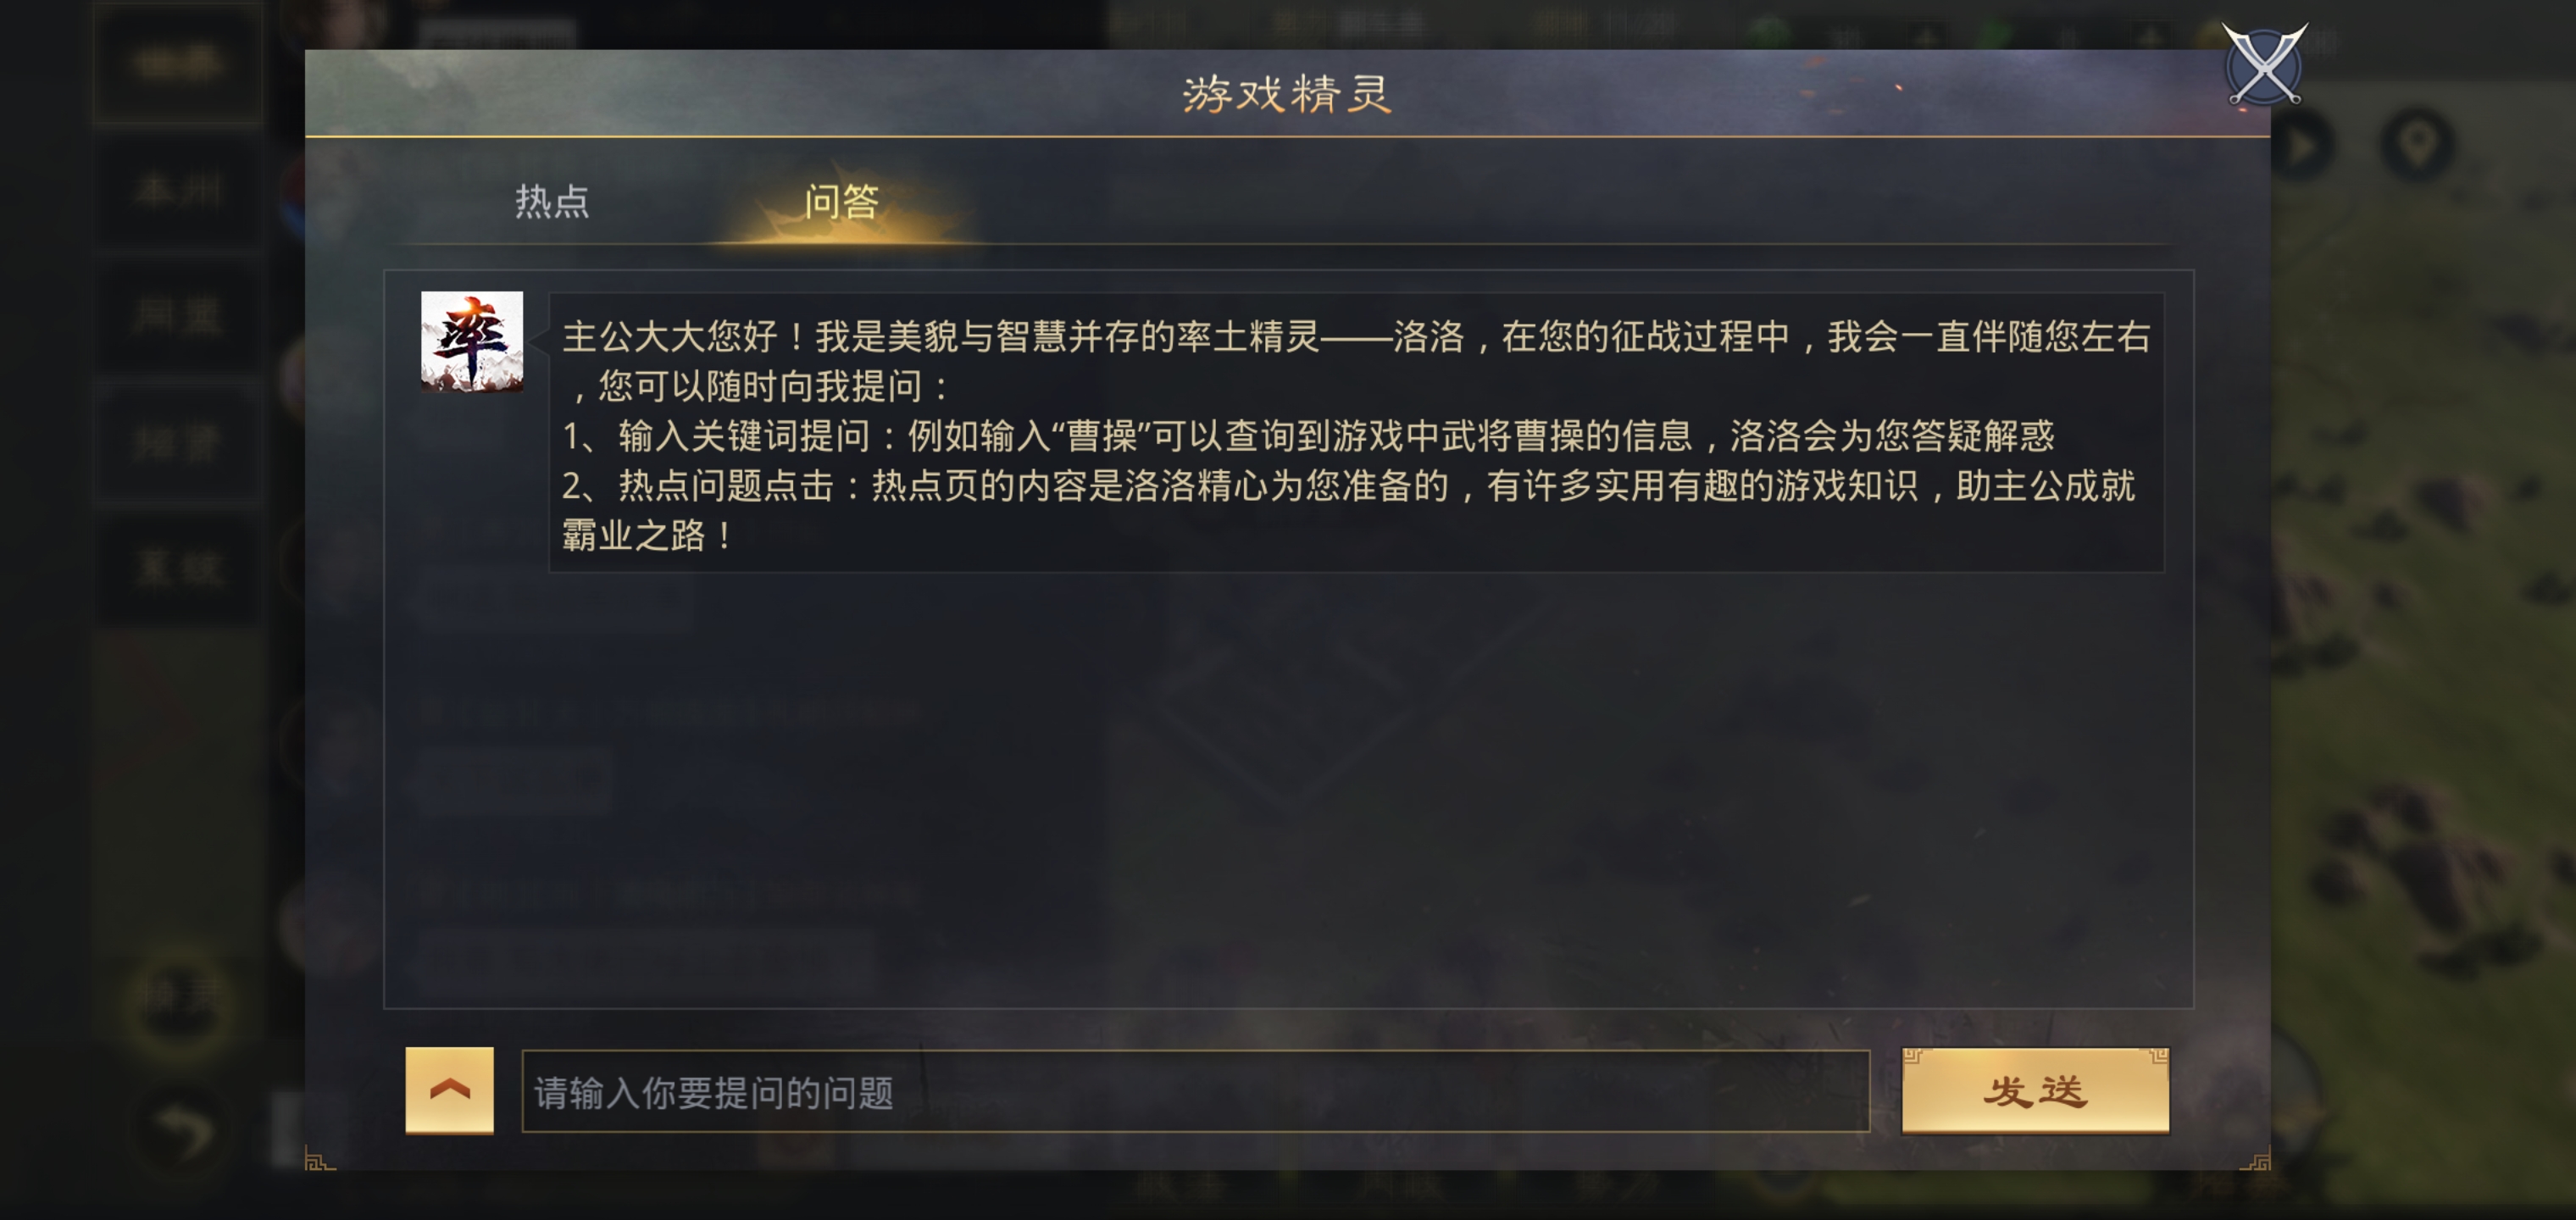 游戏精灵
热点
问答
率
主公大大您好！我是美貌与智慧并存的率土精灵——洛洛，在您的征战过程中，我会一直伴随您左右
，您可以随时向我提问：
1、输入关键词提问：例如输入“曹操”可以查询到游戏中武将曹操的信息，洛洛会为您答疑解惑
2、热点问题点击：热点页的内容是洛洛精心为您准备的，有许多实用有趣的游戏知识，助主公成就
霸业之路！
请输入你要提问的问题
发送
世界
本州
同盟